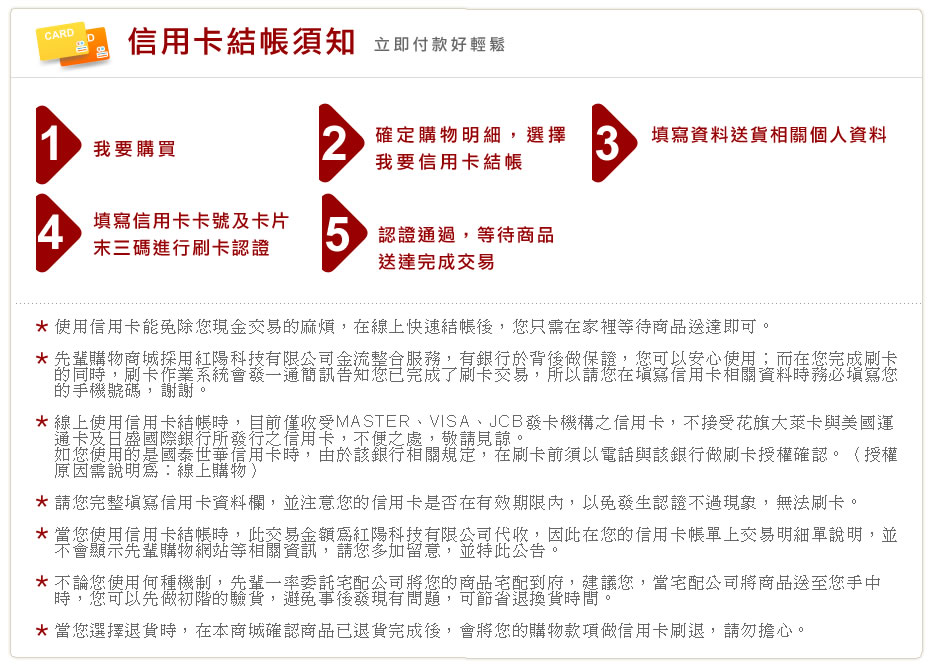 CARD
信用卡結帳須知 立即付款好輕鬆
1 我要購買
2 確定購物明細，選擇
我要信用卡結帳
3 填寫資料送貨相關個人資料
4 填寫信用卡卡號及卡片
末三碼進行刷卡認證
5 認證通過，等待商品
送達完成交易
* 使用信用卡能免除您現金交易的麻煩，在線上快速結帳後，您只需在家裡等待商品送達即可。
* 先輩購物商城採用紅陽科技有限公司金流整合服務，有銀行於背後做保證，您可以安心使用；而在您完成刷卡
的同時，刷卡作業系統會發一通簡訊告知您已完成了刷卡交易，所以請您在填寫信用卡相關資料時務必填寫您
的手機號碼，謝謝。
* 線上使用信用卡結帳時，目前僅收受MASTER、VISA、JCB發卡機構之信用卡，不接受花旗大萊卡與美國運
通卡及日盛國際銀行所發行之信用卡，不便之處，敬請見諒。
如您使用的是國泰世華信用卡時，由於該銀行相關規定，在刷卡前須以電話與該銀行做刷卡授權確認。（授權
原因需說明為：線上購物）
* 請您完整填寫信用卡資料欄，並注意您的信用卡是否在有效期限內，以免發生認證不過現象，無法刷卡。
* 當您使用信用卡結帳時，此交易金額為紅陽科技有限公司代收，因此在您的信用卡帳單上交易明細單說明，並
不會顯示先輩購物網站等相關資訊，請您多加留意，並特此公告。
* 不論您使用何種機制，先輩一率委託宅配公司將您的商品宅配到府，建議您，當宅配公司將商品送至您手中
時，您可以先做初階的驗貨，避免事後發現有問題，可節省退換貨時間。
* 當您選擇退貨時，在本商城確認商品已退貨完成後，會將您的購物款項做信用卡刷退，請勿擔心。